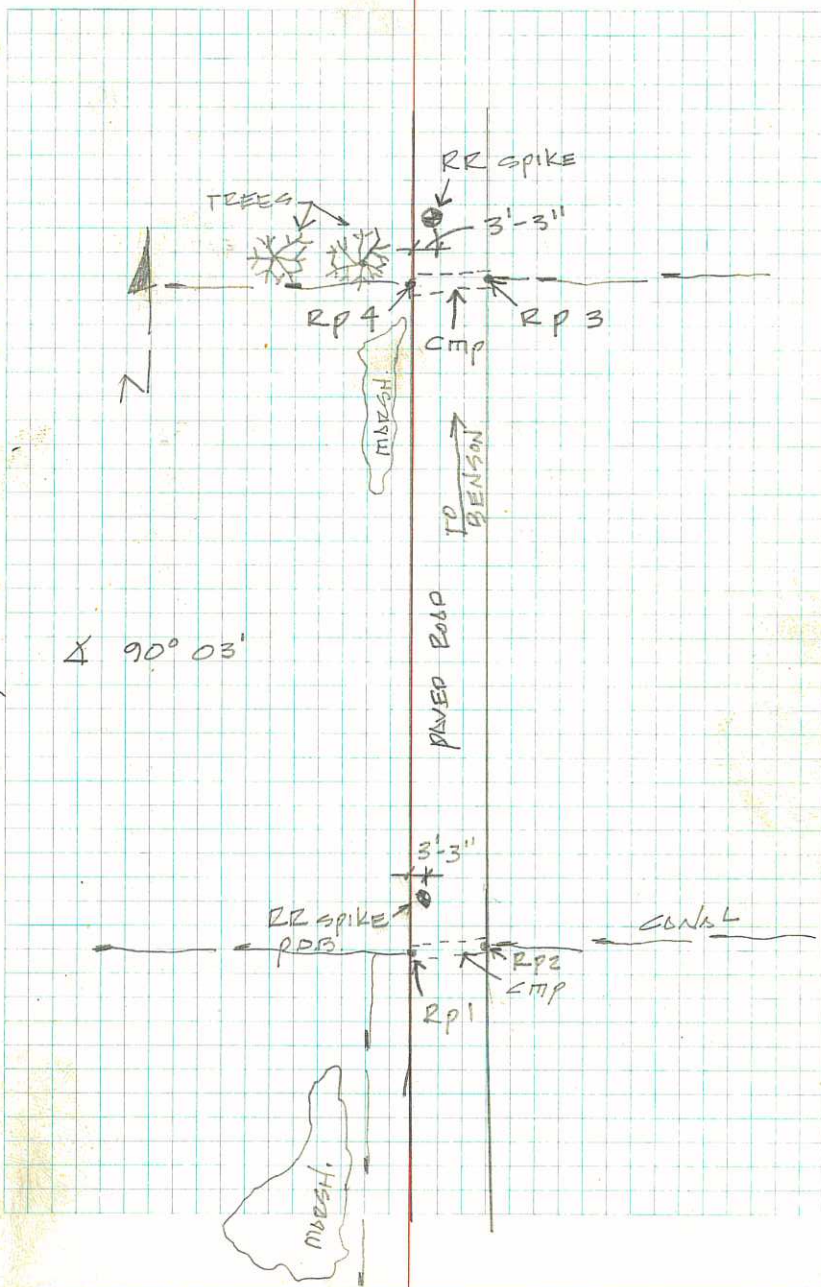 RR SPIKE
TREES
3'-3"
RP 4
RP 3
CMP
N
MARSH.
TO
BENSON
∡ 90° 03'
PAVED ROAD
3'-3"
RR SPIKE
P.O.B.
CANAL
RP2
CMP
RP1
MARSH.